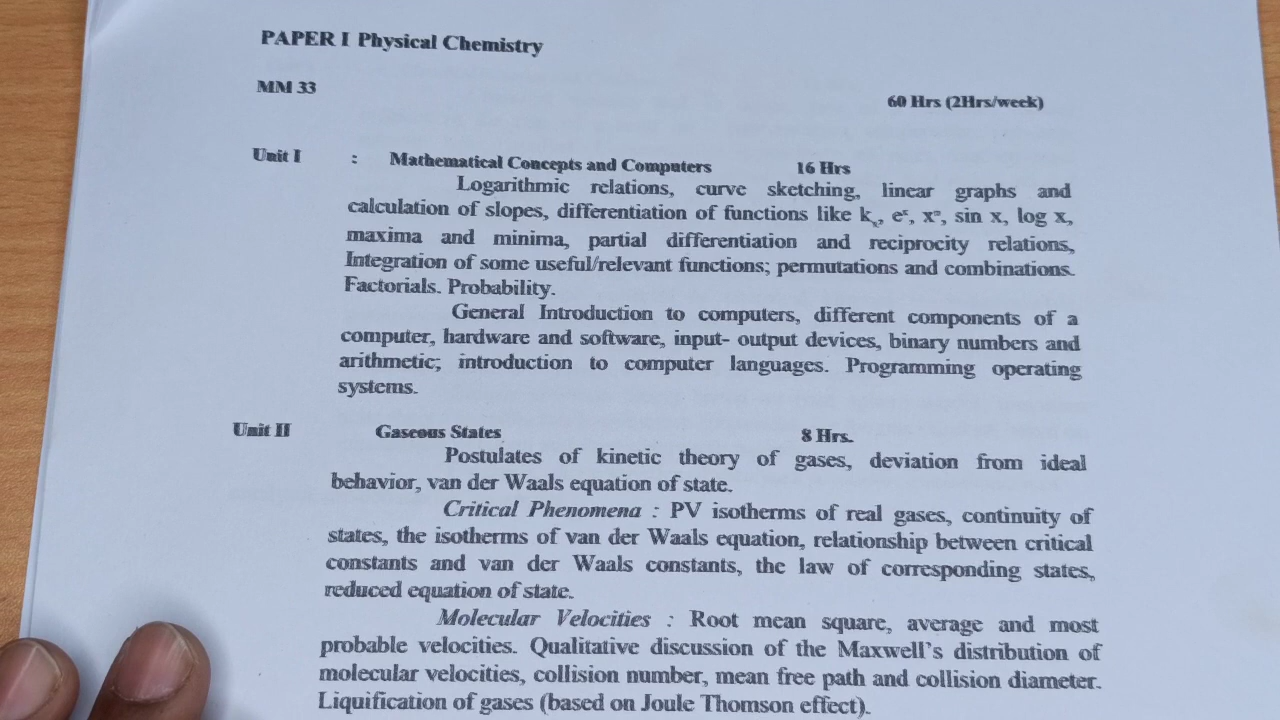 PAPER I Physical Chemistry
MM 33
60 Hrs (2Hrs/week)
Unit I : Mathematical Concepts and Computers 16 Hrs
Logarithmic relations, curve sketching, linear graphs and
calculation of slopes, differentiation of functions like kₓ, eˣ, xⁿ, sin x, log x,
maxima and minima, partial differentiation and reciprocity relations,
Integration of some useful/relevant functions; permutations and combinations.
Factorials. Probability.
General Introduction to computers, different components of a
computer, hardware and software, input- output devices, binary numbers and
arithmetic; introduction to computer languages. Programming operating
systems.
Unit II Gaseous States 8 Hrs.
Postulates of kinetic theory of gases, deviation from ideal
behavior, van der Waals equation of state.
Critical Phenomena : PV isotherms of real gases, continuity of
states, the isotherms of van der Waals equation, relationship between critical
constants and van der Waals constants, the law of corresponding states,
reduced equation of state.
Molecular Velocities : Root mean square, average and most
probable velocities. Qualitative discussion of the Maxwell's distribution of
molecular velocities, collision number, mean free path and collision diameter.
Liquification of gases (based on Joule Thomson effect).